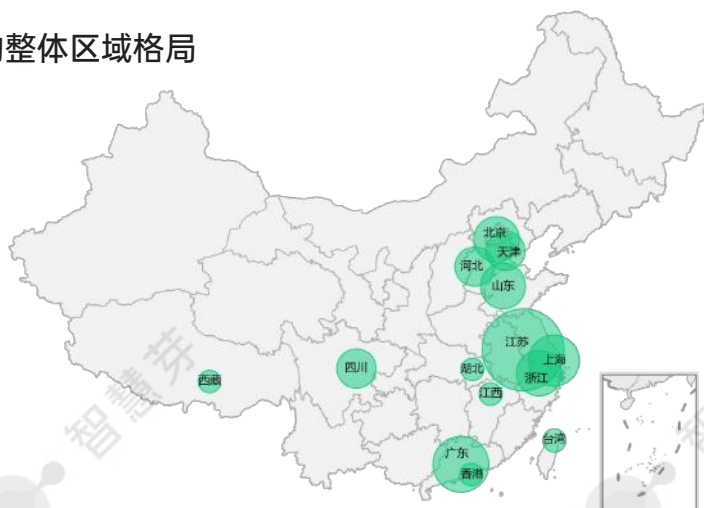 整体区域格局
北京
天津
河北
山东
江苏
上海
浙江
湖北
江西
四川
西藏
台湾
广东
香港
智慧芽